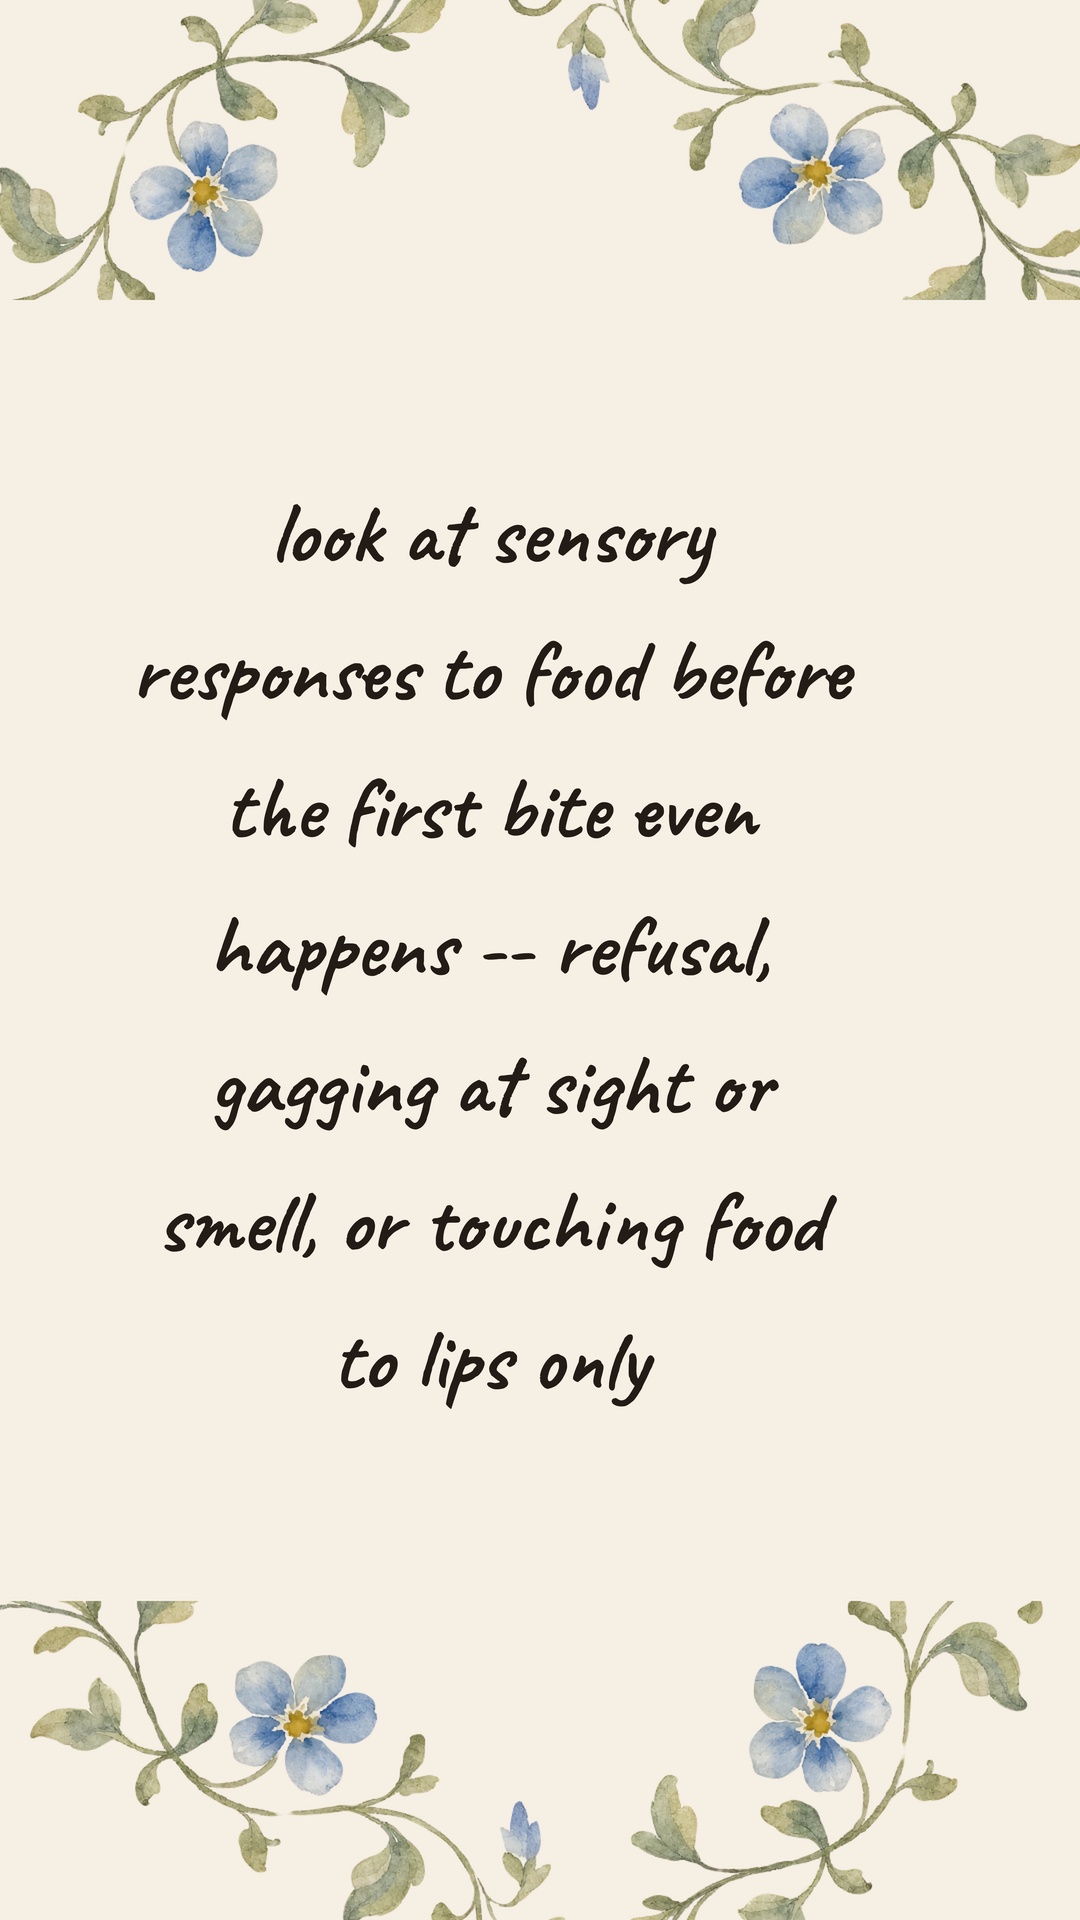 look at sensory
responses to food before
the first bite even
happens -- refusal,
gagging at sight or
smell, or touching food
to lips only